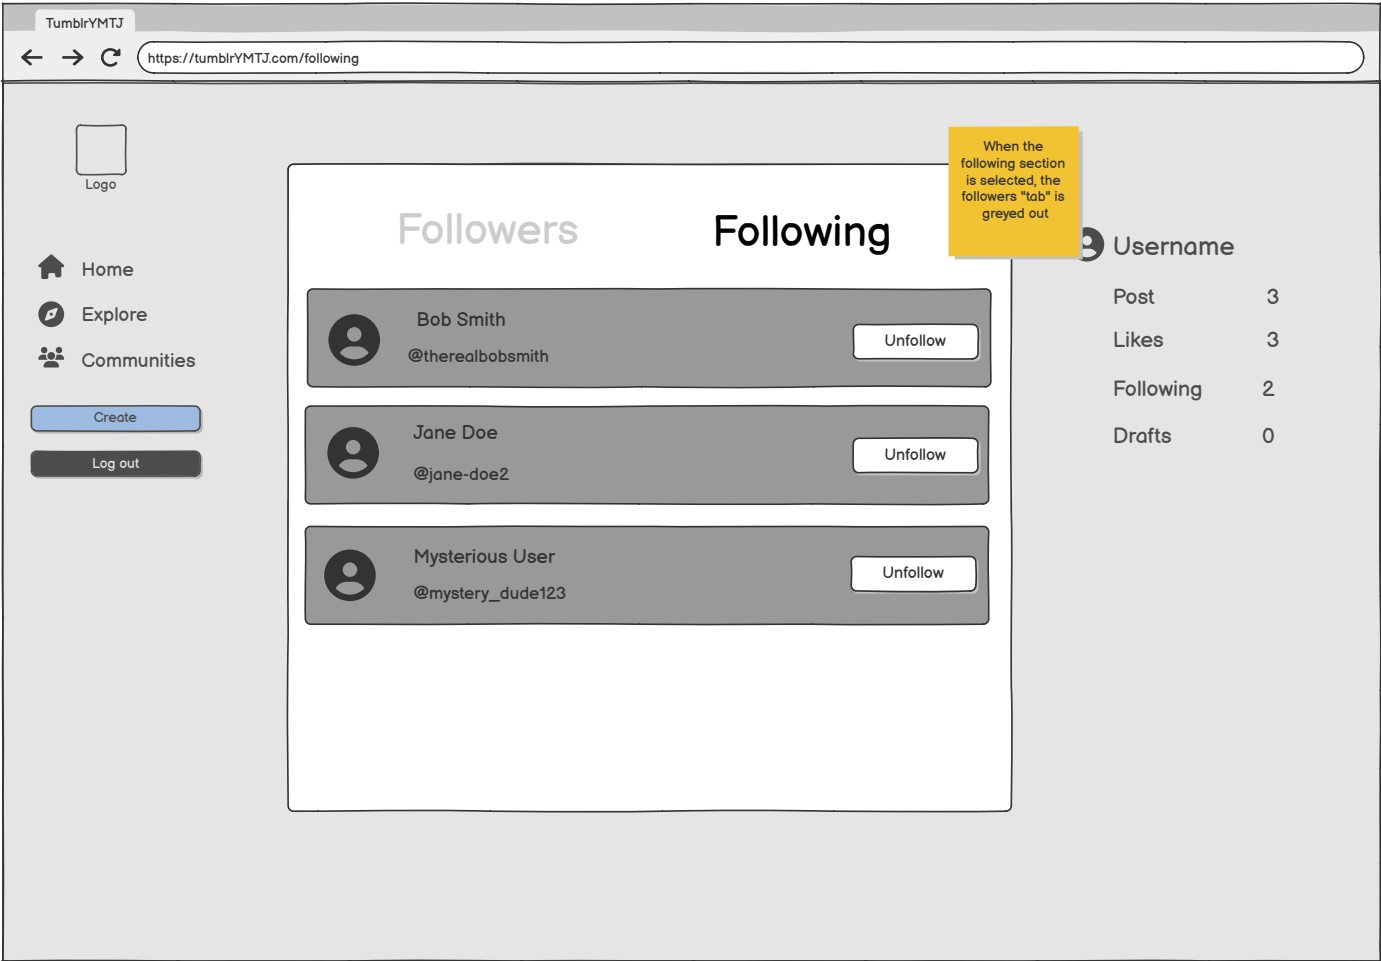 TumblrYMTJ
https://tumblrYMTJ.com/following
Logo
Home
Explore
Communities
Create
Log out
Followers
Following
Bob Smith
@therealbobsmith
Unfollow
Jane Doe
@jane-doe2
Unfollow
Mysterious User
@mystery_dude123
Unfollow
When the
following section
is selected, the
followers "tab" is
greyed out
Username
Post 3
Likes 3
Following 2
Drafts 0